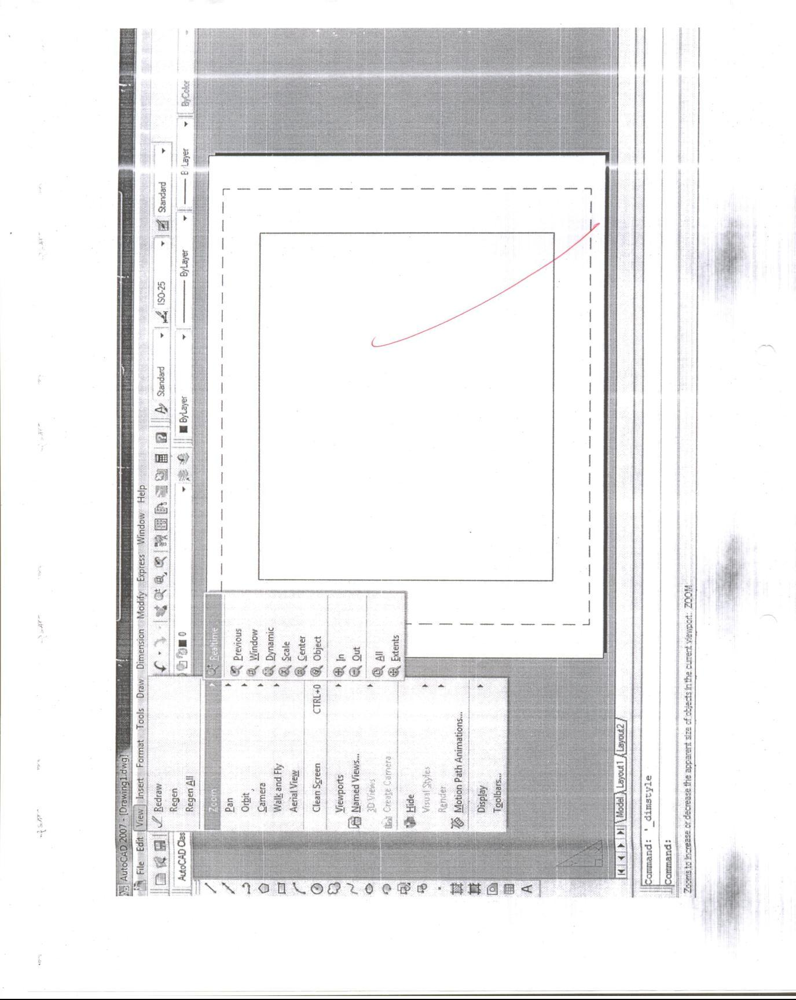 AutoCAD 2007 - [Drawing1.dwg]
File Edit View Insert Format Tools Draw Dimension Modify Express Window Help
Standard ISO-25 Standard
AutoCAD Clas 0 ByLayer ByLayer ByLayer ByColor
Redraw
Regen
Regen All
Zoom
Pan
Orbit
Camera
Walk and Fly
Aerial View
Clean Screen CTRL+0
Viewports
Named Views...
3D Views
Create Camera
Hide
Visual Styles
Render
Motion Path Animations...
Display
Toolbars...
Realtime
Previous
Window
Dynamic
Scale
Center
Object
In
Out
All
Extents
A
Model Layout1 Layout2
Command: '_dimstyle
Command:
Zooms to increase or decrease the apparent size of objects in the current viewport: ZOOM